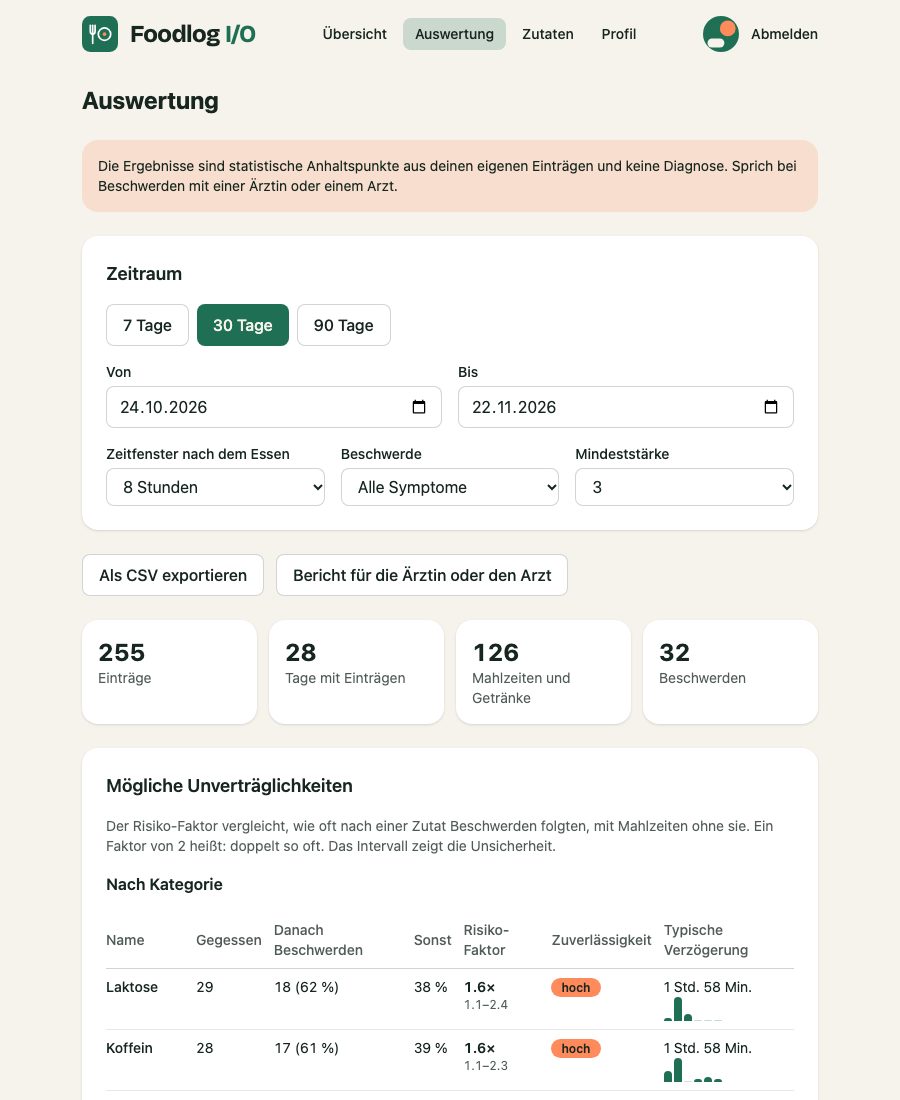 Foodlog I/O
Übersicht
Auswertung
Zutaten
Profil
Abmelden
Auswertung
Die Ergebnisse sind statistische Anhaltspunkte aus deinen eigenen Einträgen und keine Diagnose. Sprich bei
Beschwerden mit einer Ärztin oder einem Arzt.
Zeitraum
7 Tage
30 Tage
90 Tage
Von
Bis
24.10.2026
22.11.2026
Zeitfenster nach dem Essen
Beschwerde
Mindeststärke
8 Stunden
Alle Symptome
3
Als CSV exportieren
Bericht für die Ärztin oder den Arzt
255
Einträge
28
Tage mit Einträgen
126
Mahlzeiten und
Getränke
32
Beschwerden
Mögliche Unverträglichkeiten
Der Risiko-Faktor vergleicht, wie oft nach einer Zutat Beschwerden folgten, mit Mahlzeiten ohne sie. Ein
Faktor von 2 heißt: doppelt so oft. Das Intervall zeigt die Unsicherheit.
Nach Kategorie
Name
Gegessen
Danach
Beschwerden
Sonst
Risiko-
Faktor
Zuverlässigkeit
Typische
Verzögerung
Laktose
29
18 (62 %)
38 %
1.6×
1.1–2.4
hoch
1 Std. 58 Min.
Koffein
28
17 (61 %)
39 %
1.6×
1.1–2.3
hoch
1 Std. 58 Min.